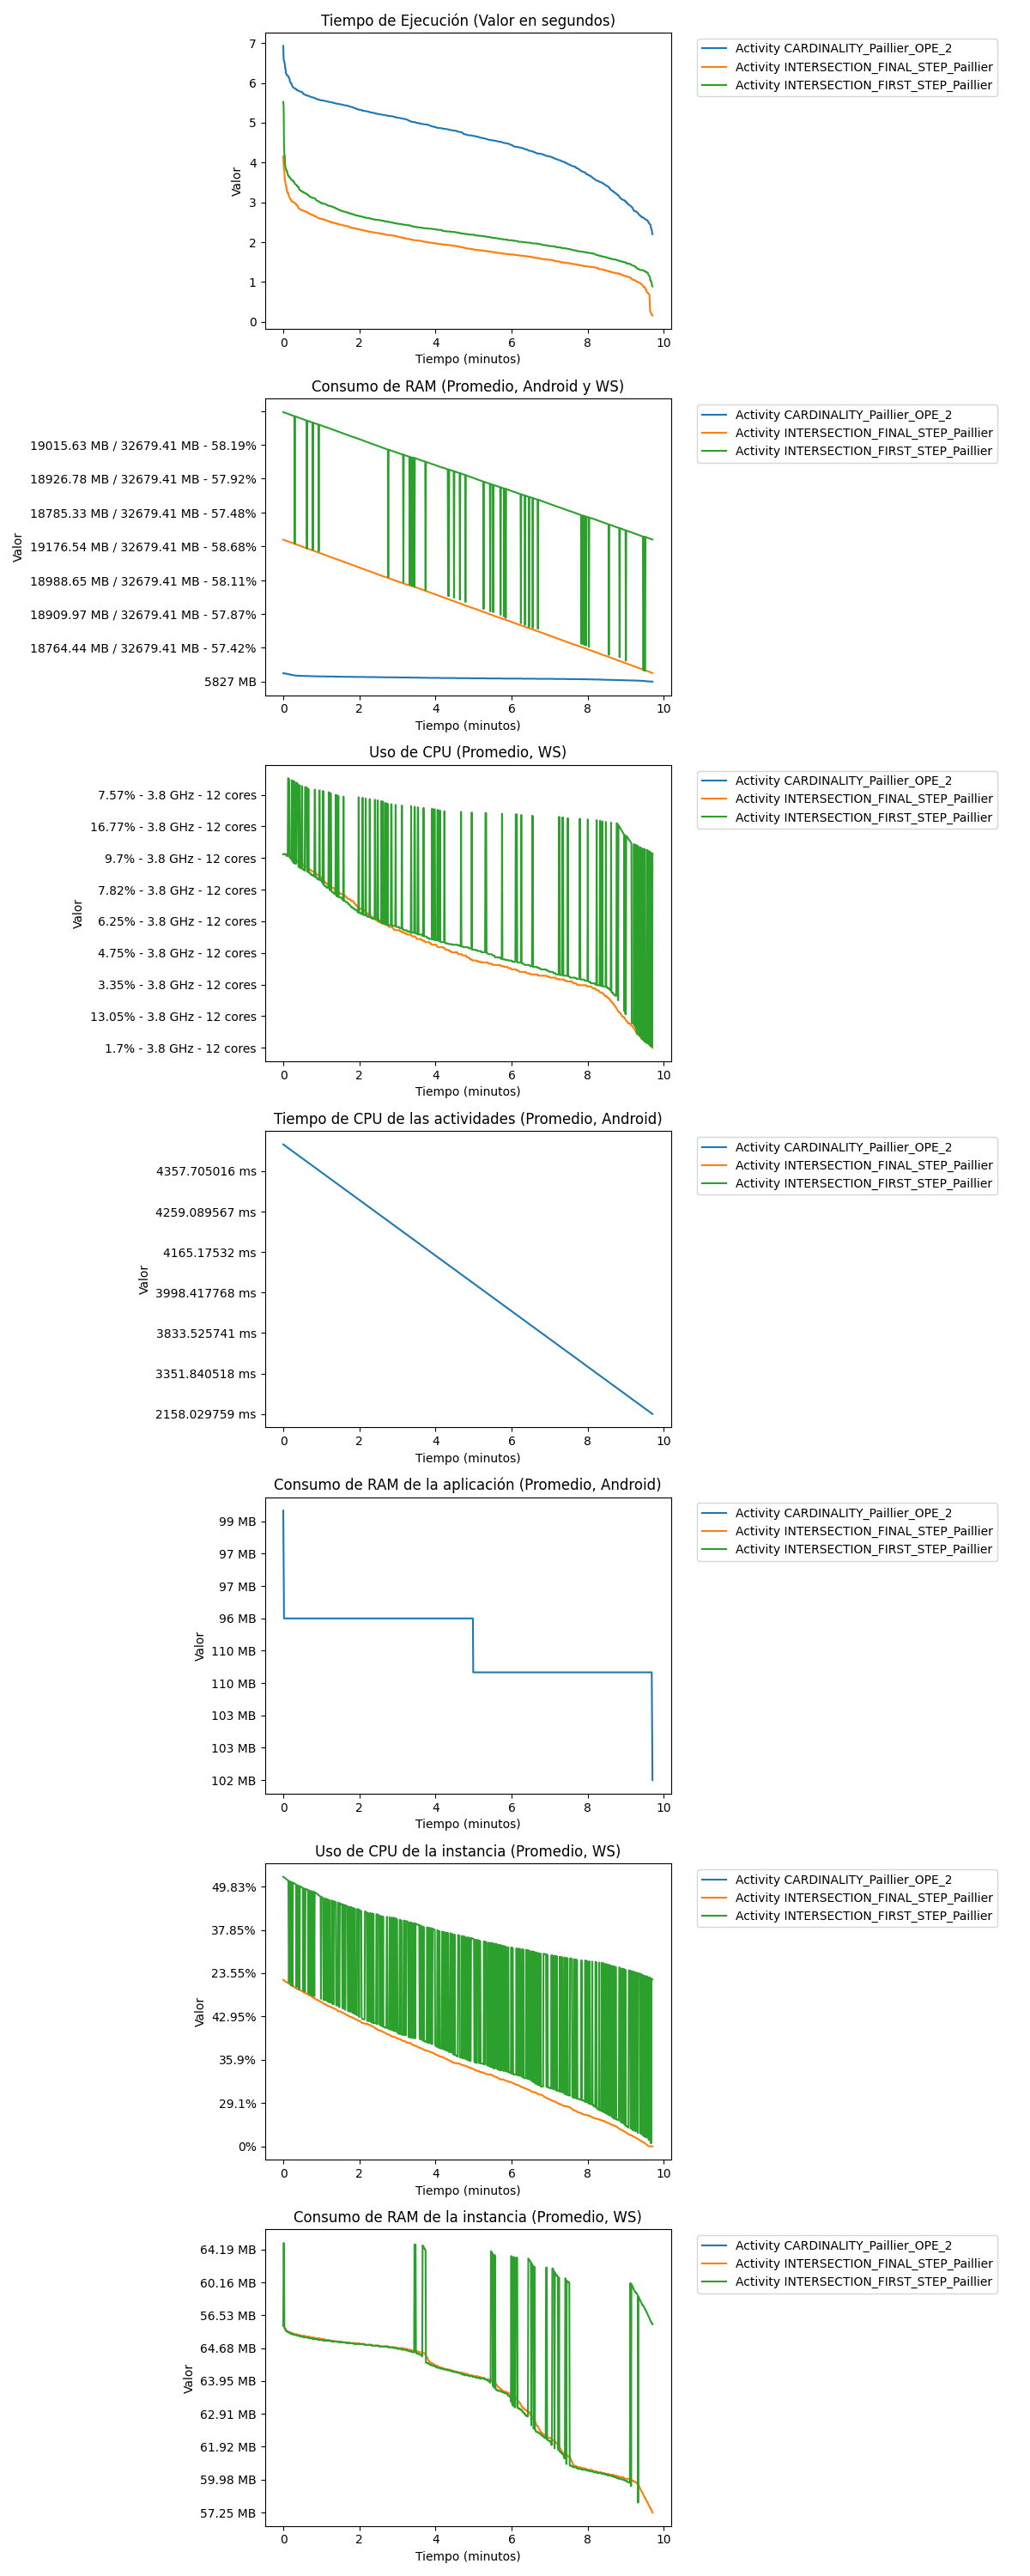 Tiempo de Ejecución (Valor en segundos)
7
6
5
4
3
2
1
0
Valor
0 2 4 6 8 10
Tiempo (minutos)
Activity CARDINALITY_Paillier_OPE_2
Activity INTERSECTION_FINAL_STEP_Paillier
Activity INTERSECTION_FIRST_STEP_Paillier
Consumo de RAM (Promedio, Android y WS)
19015.63 MB / 32679.41 MB - 58.19%
18926.78 MB / 32679.41 MB - 57.92%
18785.33 MB / 32679.41 MB - 57.48%
19176.54 MB / 32679.41 MB - 58.68%
18988.65 MB / 32679.41 MB - 58.11%
18909.97 MB / 32679.41 MB - 57.87%
18764.44 MB / 32679.41 MB - 57.42%
5827 MB
Valor
0 2 4 6 8 10
Tiempo (minutos)
Activity CARDINALITY_Paillier_OPE_2
Activity INTERSECTION_FINAL_STEP_Paillier
Activity INTERSECTION_FIRST_STEP_Paillier
Uso de CPU (Promedio, WS)
7.57% - 3.8 GHz - 12 cores
16.77% - 3.8 GHz - 12 cores
9.7% - 3.8 GHz - 12 cores
7.82% - 3.8 GHz - 12 cores
6.25% - 3.8 GHz - 12 cores
4.75% - 3.8 GHz - 12 cores
3.35% - 3.8 GHz - 12 cores
13.05% - 3.8 GHz - 12 cores
1.7% - 3.8 GHz - 12 cores
Valor
0 2 4 6 8 10
Tiempo (minutos)
Activity CARDINALITY_Paillier_OPE_2
Activity INTERSECTION_FINAL_STEP_Paillier
Activity INTERSECTION_FIRST_STEP_Paillier
Tiempo de CPU de las actividades (Promedio, Android)
4357.705016 ms
4259.089567 ms
4165.17532 ms
3998.417768 ms
3833.525741 ms
3351.840518 ms
2158.029759 ms
Valor
0 2 4 6 8 10
Tiempo (minutos)
Activity CARDINALITY_Paillier_OPE_2
Activity INTERSECTION_FINAL_STEP_Paillier
Activity INTERSECTION_FIRST_STEP_Paillier
Consumo de RAM de la aplicación (Promedio, Android)
99 MB
97 MB
97 MB
96 MB
110 MB
110 MB
103 MB
103 MB
102 MB
Valor
0 2 4 6 8 10
Tiempo (minutos)
Activity CARDINALITY_Paillier_OPE_2
Activity INTERSECTION_FINAL_STEP_Paillier
Activity INTERSECTION_FIRST_STEP_Paillier
Uso de CPU de la instancia (Promedio, WS)
49.83%
37.85%
23.55%
42.95%
35.9%
29.1%
0%
Valor
0 2 4 6 8 10
Tiempo (minutos)
Activity CARDINALITY_Paillier_OPE_2
Activity INTERSECTION_FINAL_STEP_Paillier
Activity INTERSECTION_FIRST_STEP_Paillier
Consumo de RAM de la instancia (Promedio, WS)
64.19 MB
60.16 MB
56.53 MB
64.68 MB
63.95 MB
62.91 MB
61.92 MB
59.98 MB
57.25 MB
Valor
0 2 4 6 8 10
Tiempo (minutos)
Activity CARDINALITY_Paillier_OPE_2
Activity INTERSECTION_FINAL_STEP_Paillier
Activity INTERSECTION_FIRST_STEP_Paillier